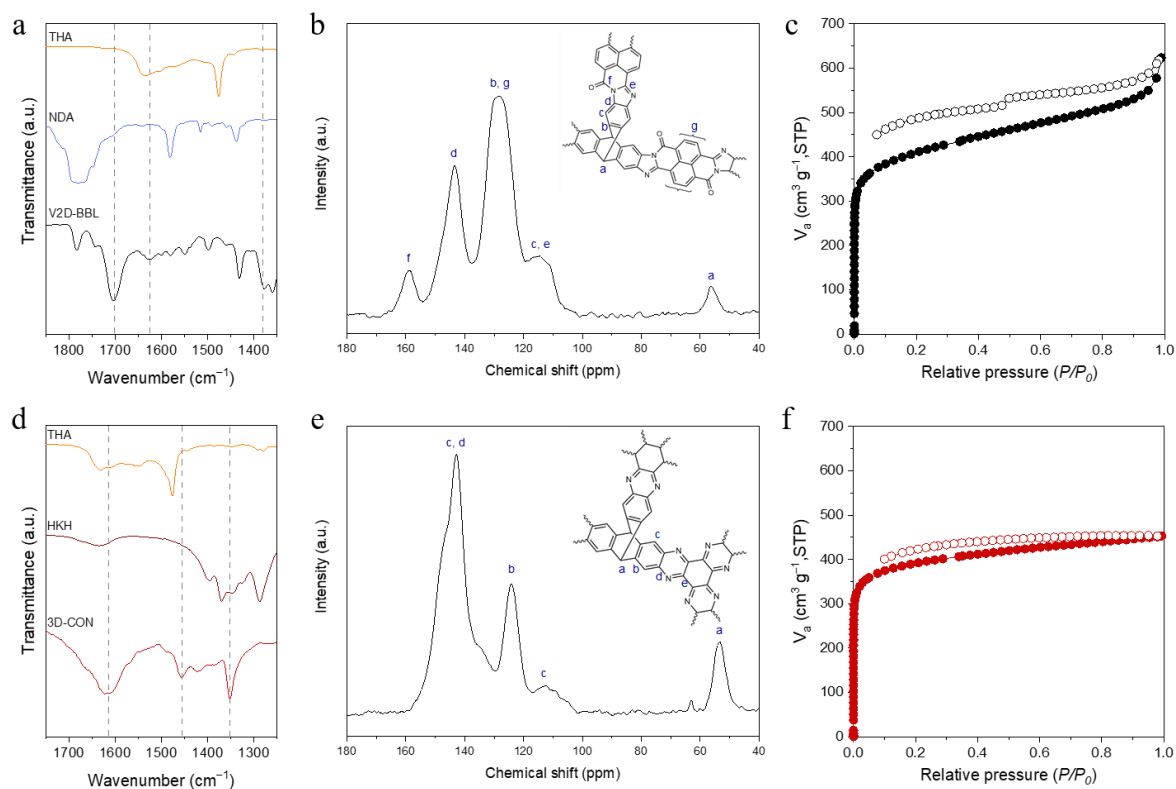 a
THA
NDA
V2D-BBL
Transmittance (a.u.)
1800 1700 1600 1500 1400
Wavenumber (cm⁻¹)
b
b, g
d
f
c, e
a
f
O
N
e
d
N
c
b
a
g
O
N
N
N
N
O
Intensity (a.u.)
180 160 140 120 100 80 60 40
Chemical shift (ppm)
c
700
600
500
400
300
200
100
0
Vₐ (cm³ g⁻¹,STP)
0.0 0.2 0.4 0.6 0.8 1.0
Relative pressure (P/P₀)
d
THA
HKH
3D-CON
Transmittance (a.u.)
1700 1600 1500 1400 1300
Wavenumber (cm⁻¹)
e
c, d
b
c
a
N
N
c
N
N
N
N
N
N
a b
d
e
Intensity (a.u.)
180 160 140 120 100 80 60 40
Chemical shift (ppm)
f
700
600
500
400
300
200
100
0
Vₐ (cm³ g⁻¹,STP)
0.0 0.2 0.4 0.6 0.8 1.0
Relative pressure (P/P₀)